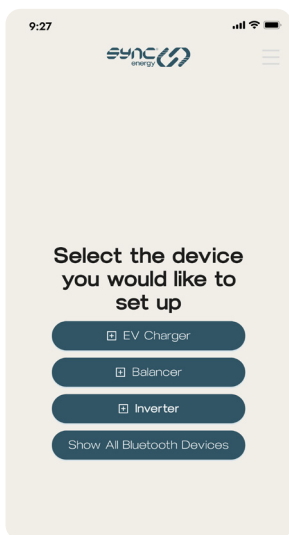 9:27
sync
energy
Select the device
you would like to
set up
EV Charger
Balancer
Inverter
Show All Bluetooth Devices